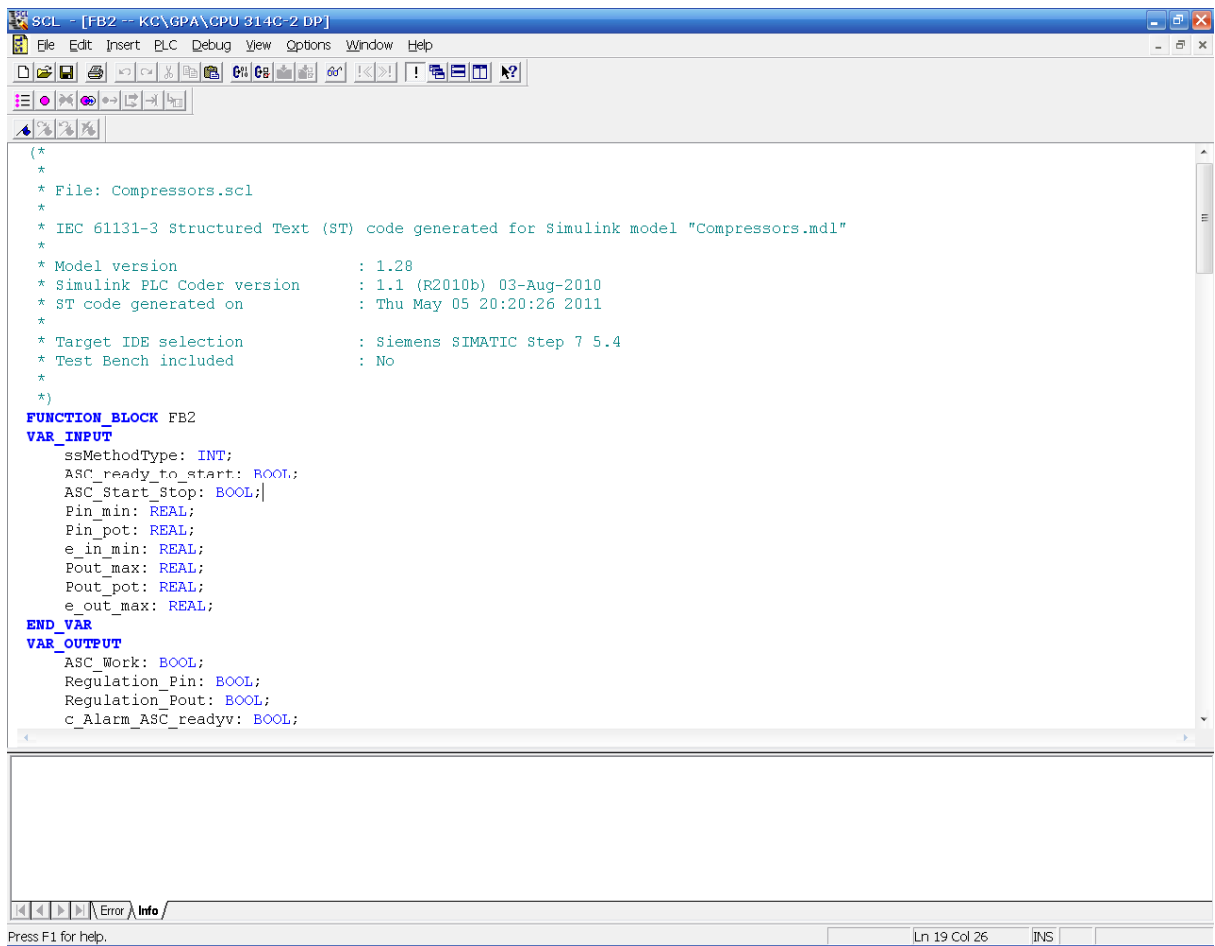 SCL - [FB2 -- KC\GPA\CPU 314C-2 DP]
File Edit Insert PLC Debug View Options Window Help
(*
*
* File: Compressors.scl
*
* IEC 61131-3 Structured Text (ST) code generated for Simulink model "Compressors.mdl"
*
* Model version : 1.28
* Simulink PLC Coder version : 1.1 (R2010b) 03-Aug-2010
* ST code generated on : Thu May 05 20:20:26 2011
*
* Target IDE selection : Siemens SIMATIC Step 7 5.4
* Test Bench included : No
*
*)
FUNCTION_BLOCK FB2
VAR_INPUT
ssMethodType: INT;
ASC_ready_to_start: BOOL;
ASC_Start_Stop: BOOL;
Pin_min: REAL;
Pin_pot: REAL;
e_in_min: REAL;
Pout_max: REAL;
Pout_pot: REAL;
e_out_max: REAL;
END_VAR
VAR_OUTPUT
ASC_Work: BOOL;
Regulation_Pin: BOOL;
Regulation_Pout: BOOL;
c_Alarm_ASC_readyv: BOOL;
Error Info
Press F1 for help. Ln 19 Col 26 INS